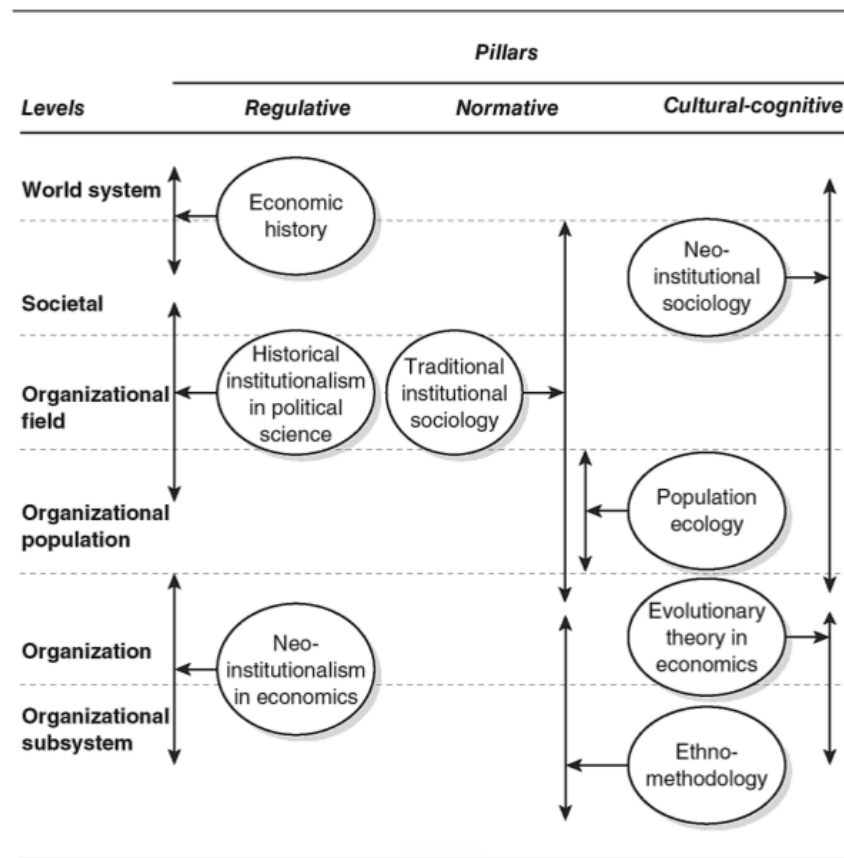 Pillars
Levels
Regulative
Normative
Cultural-cognitive
World system
Economic
history
Neo-
institutional
sociology
Societal
Historical
institutionalism
in political
science
Traditional
institutional
sociology
Organizational
field
Population
ecology
Organizational
population
Evolutionary
theory in
economics
Organization
Neo-
institutionalism
in economics
Organizational
subsystem
Ethno-
methodology